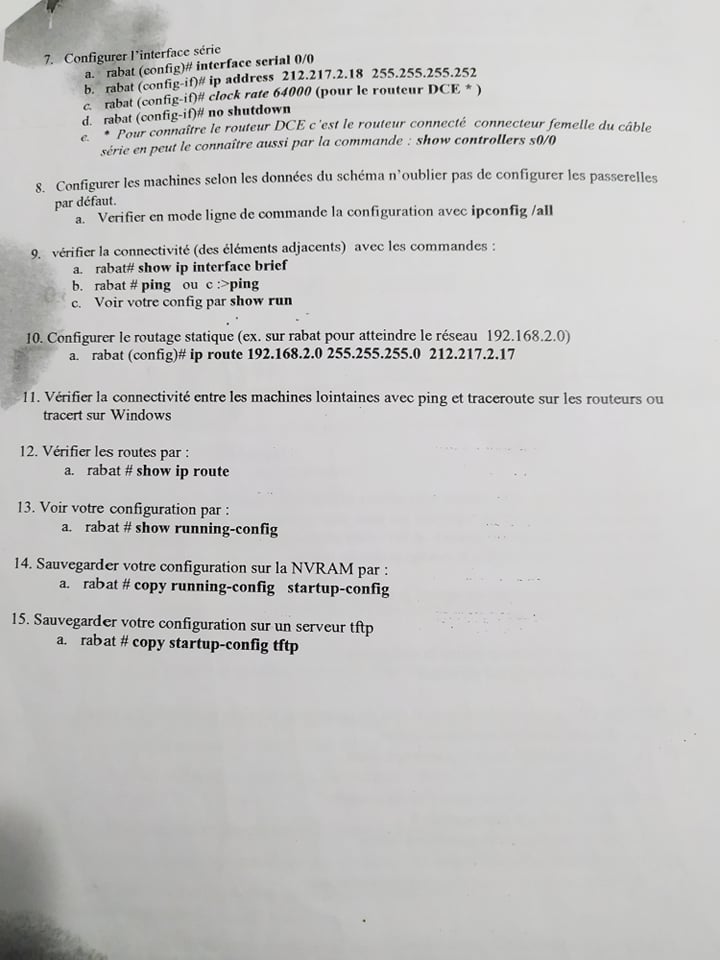 7. Configurer l'interface série
a. rabat (config)# interface serial 0/0
b. rabat (config-if)# ip address 212.217.2.18 255.255.255.252
c. rabat (config-if)# clock rate 64000 (pour le routeur DCE * )
d. rabat (config-if)# no shutdown
e. * Pour connaître le routeur DCE c'est le routeur connecté connecteur femelle du câble
série en peut le connaître aussi par la commande : show controllers s0/0
8. Configurer les machines selon les données du schéma n'oublier pas de configurer les passerelles
par défaut.
a. Verifier en mode ligne de commande la configuration avec ipconfig /all
9. vérifier la connectivité (des éléments adjacents) avec les commandes :
a. rabat# show ip interface brief
b. rabat # ping ou c :>ping
c. Voir votre config par show run
10. Configurer le routage statique (ex. sur rabat pour atteindre le réseau 192.168.2.0)
a. rabat (config)# ip route 192.168.2.0 255.255.255.0 212.217.2.17
11. Vérifier la connectivité entre les machines lointaines avec ping et traceroute sur les routeurs ou
tracert sur Windows
12. Vérifier les routes par :
a. rabat # show ip route
13. Voir votre configuration par :
a. rabat # show running-config
14. Sauvegarder votre configuration sur la NVRAM par :
a. rabat # copy running-config startup-config
15. Sauvegarder votre configuration sur un serveur tftp
a. rabat # copy startup-config tftp